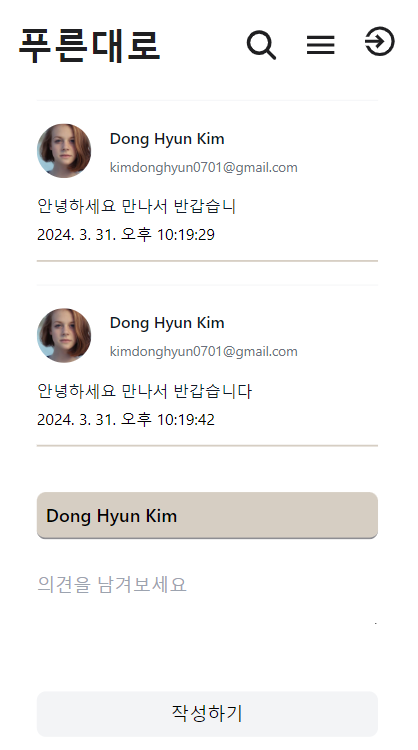 푸른대로
Dong Hyun Kim
kimdonghyun0701@gmail.com
안녕하세요 만나서 반갑습니
2024. 3. 31. 오후 10:19:29
Dong Hyun Kim
kimdonghyun0701@gmail.com
안녕하세요 만나서 반갑습니다
2024. 3. 31. 오후 10:19:42
Dong Hyun Kim
의견을 남겨보세요
작성하기